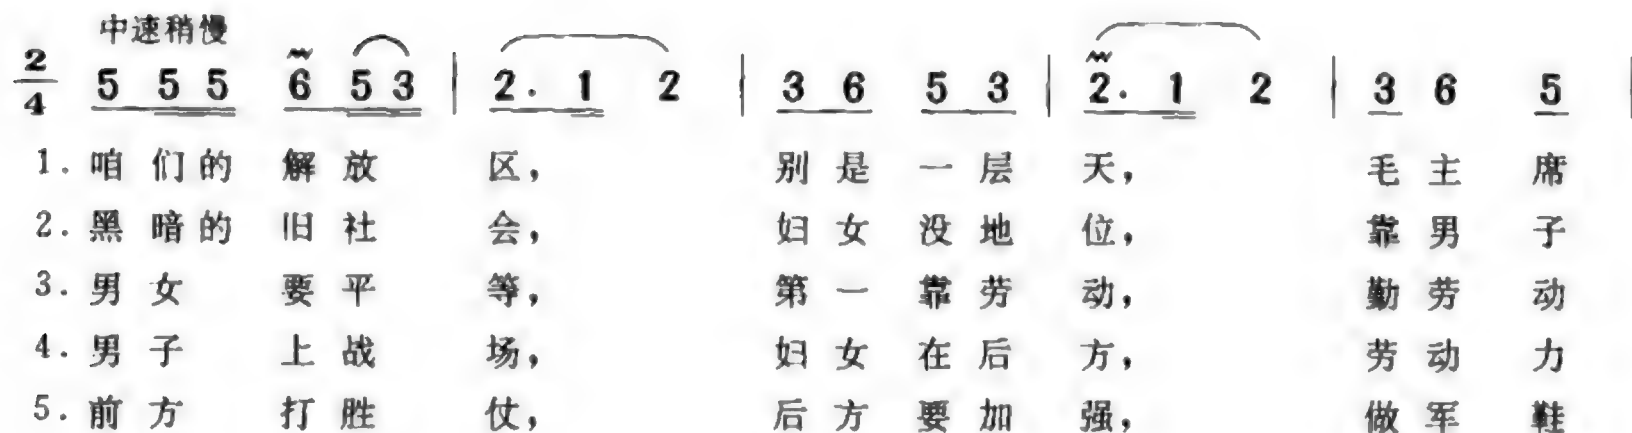 中速稍慢
2/4 5 5 5 6 5 3 | 2. 1 2 | 3 6 5 3 | 2. 1 2 | 3 6 5 |
1. 咱们的解放区， 别是一层天， 毛主席
2. 黑暗的旧社会， 妇女没地位， 靠男子
3. 男女要平等， 第一靠劳动， 勤劳动
4. 男子上战场， 妇女在后方， 劳动力
5. 前方打胜仗， 后方要加强， 做军鞋